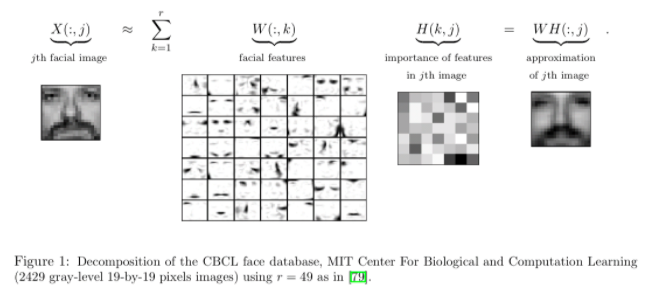 X(:,j) ≈ ∑_{k=1}^{r} W(:,k) H(k,j) = WH(:,j) .
jth facial image facial features importance of features approximation
in jth image of jth image
Figure 1: Decomposition of the CBCL face database, MIT Center For Biological and Computation Learning
(2429 gray-level 19-by-19 pixels images) using r = 49 as in [79].